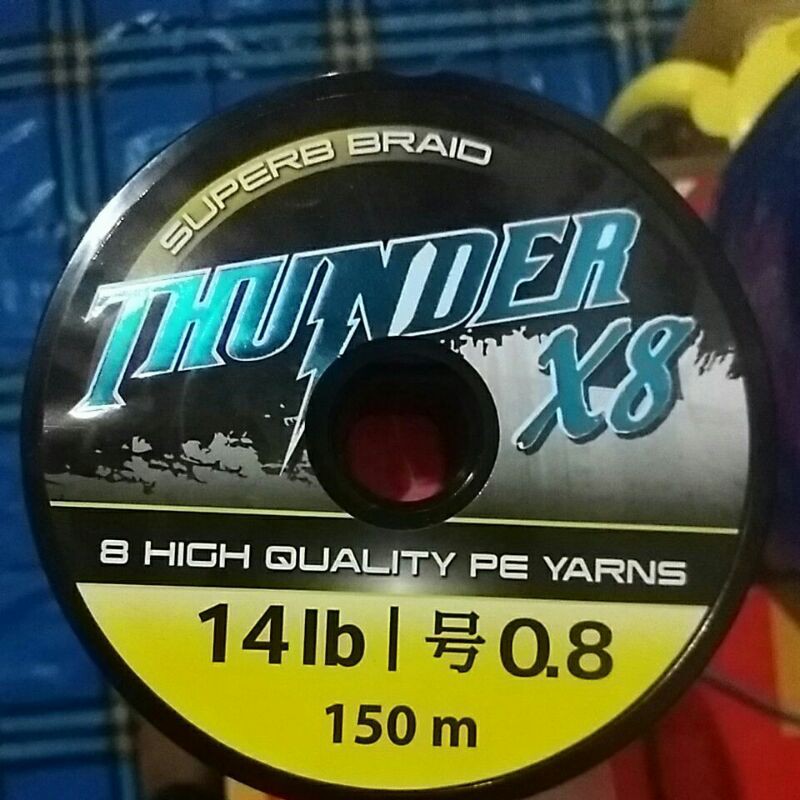 SUPERB BRAID
THUNDER
X8
8 HIGH QUALITY PE YARNS
14lb | 号0.8
150 m